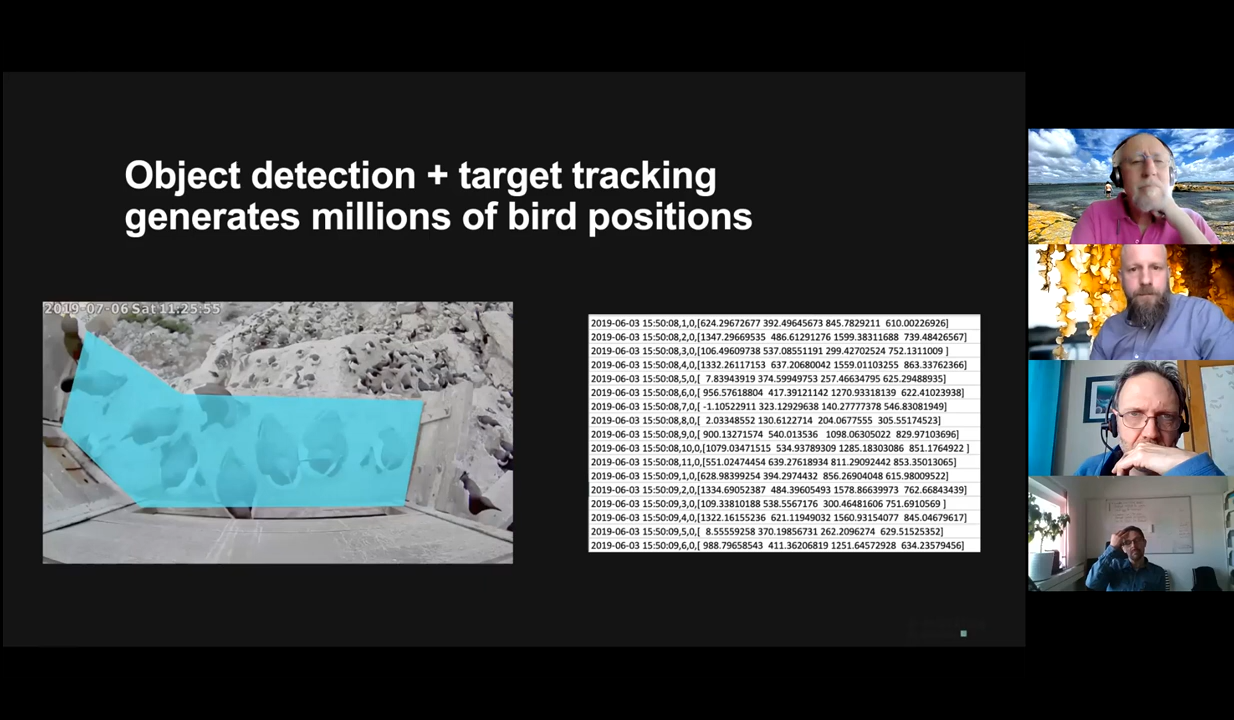 Object detection + target tracking
generates millions of bird positions
2019-07-06 Sat 11:25:55
2019-06-03 15:50:08,1,0,[624.29672677 392.49645673 845.7829211  610.00226926]
2019-06-03 15:50:08,2,0,[1347.29669535  486.61291276 1599.38311688  739.48426567]
2019-06-03 15:50:08,3,0,[106.49609738 537.08551191 299.42702524 752.1311009 ]
2019-06-03 15:50:08,4,0,[1332.26117153  637.20680042 1559.01103255  863.33762366]
2019-06-03 15:50:08,5,0,[  7.83943919 374.59949753 257.46634795 625.29488935]
2019-06-03 15:50:08,6,0,[ 956.57618804  417.39121142 1270.93318139  622.41023938]
2019-06-03 15:50:08,7,0,[ -1.10522911 323.12929638 140.27777378 546.83081949]
2019-06-03 15:50:08,8,0,[  2.03348552 130.6122714  204.0677555  305.55174523]
2019-06-03 15:50:08,9,0,[ 900.13271574  540.013536   1098.06305022  829.97103696]
2019-06-03 15:50:08,10,0,[1079.03471515  534.93789309 1285.18303086  851.1764922 ]
2019-06-03 15:50:08,11,0,[551.02474454 639.27618934 811.29092442 853.35013065]
2019-06-03 15:50:09,1,0,[628.98399254 394.2974432  856.26904048 615.98009522]
2019-06-03 15:50:09,2,0,[1334.69052387  484.39605493 1578.86639973  762.66843439]
2019-06-03 15:50:09,3,0,[109.33810188 538.5567176  300.46481606 751.6910569 ]
2019-06-03 15:50:09,4,0,[1322.16155236  621.11949032 1560.93154077  845.04679617]
2019-06-03 15:50:09,5,0,[  8.55559258 370.19856731 262.2096274  629.51525352]
2019-06-03 15:50:09,6,0,[ 988.79658543  411.36206819 1251.64572928  634.23579456]